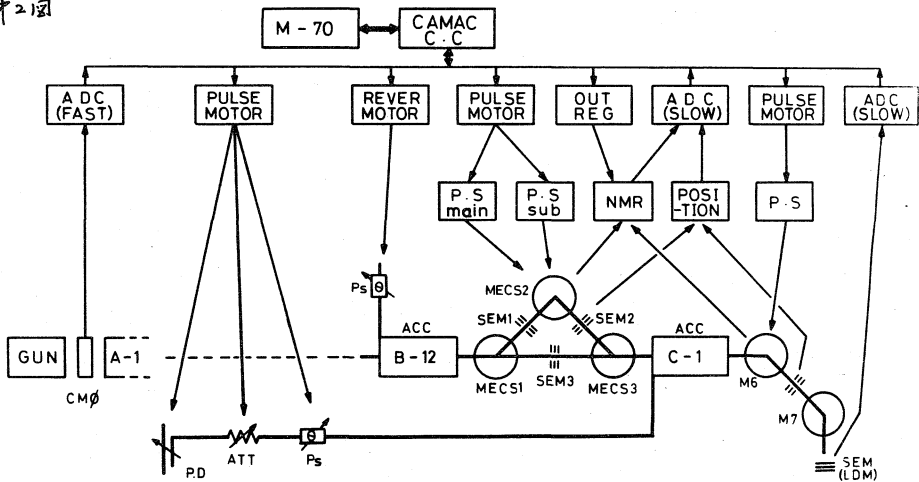 第2図
M-70
CAMAC
C.C
ADC
(FAST)
PULSE
MOTOR
REVER
MOTOR
PULSE
MOTOR
OUT
REG
ADC
(SLOW)
PULSE
MOTOR
ADC
(SLOW)
P.S
main
P.S
sub
NMR
POSI
-TION
P.S
Ps
θ
MECS2
SEM1
SEM2
ACC
ACC
GUN
A-1
B-12
C-1
CMφ
MECS1
SEM3
MECS3
M6
M7
P.D
ATT
θ
Ps
SEM
(LDM)